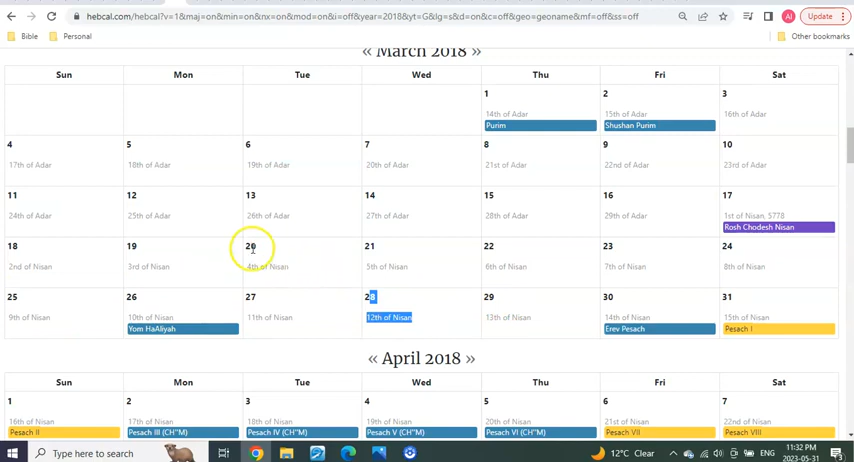 hebcal.com/hebcal?v=1&maj=on&min=on&nx=on&mod=on&i=off&year=2018&yt=G&lg=s&d=on&c=off&geo=geoname&mf=off&ss=off
AI
Update
Bible
Personal
Other bookmarks
« March 2018 »
Sun Mon Tue Wed Thu Fri Sat
1 2 3
14th of Adar 15th of Adar 16th of Adar
Purim Shushan Purim
4 5 6 7 8 9 10
17th of Adar 18th of Adar 19th of Adar 20th of Adar 21st of Adar 22nd of Adar 23rd of Adar
11 12 13 14 15 16 17
24th of Adar 25th of Adar 26th of Adar 27th of Adar 28th of Adar 29th of Adar 1st of Nisan, 5778
Rosh Chodesh Nisan
18 19 20 21 22 23 24
2nd of Nisan 3rd of Nisan 4th of Nisan 5th of Nisan 6th of Nisan 7th of Nisan 8th of Nisan
25 26 27 28 29 30 31
9th of Nisan 10th of Nisan 11th of Nisan 12th of Nisan 13th of Nisan 14th of Nisan 15th of Nisan
Yom HaAliyah Erev Pesach Pesach I
« April 2018 »
Sun Mon Tue Wed Thu Fri Sat
1 2 3 4 5 6 7
16th of Nisan 17th of Nisan 18th of Nisan 19th of Nisan 20th of Nisan 21st of Nisan 22nd of Nisan
Pesach II Pesach III (CH"M) Pesach IV (CH"M) Pesach V (CH"M) Pesach VI (CH"M) Pesach VII Pesach VIII
Type here to search
12°C Clear
ENG
11:32 PM
2023-05-31